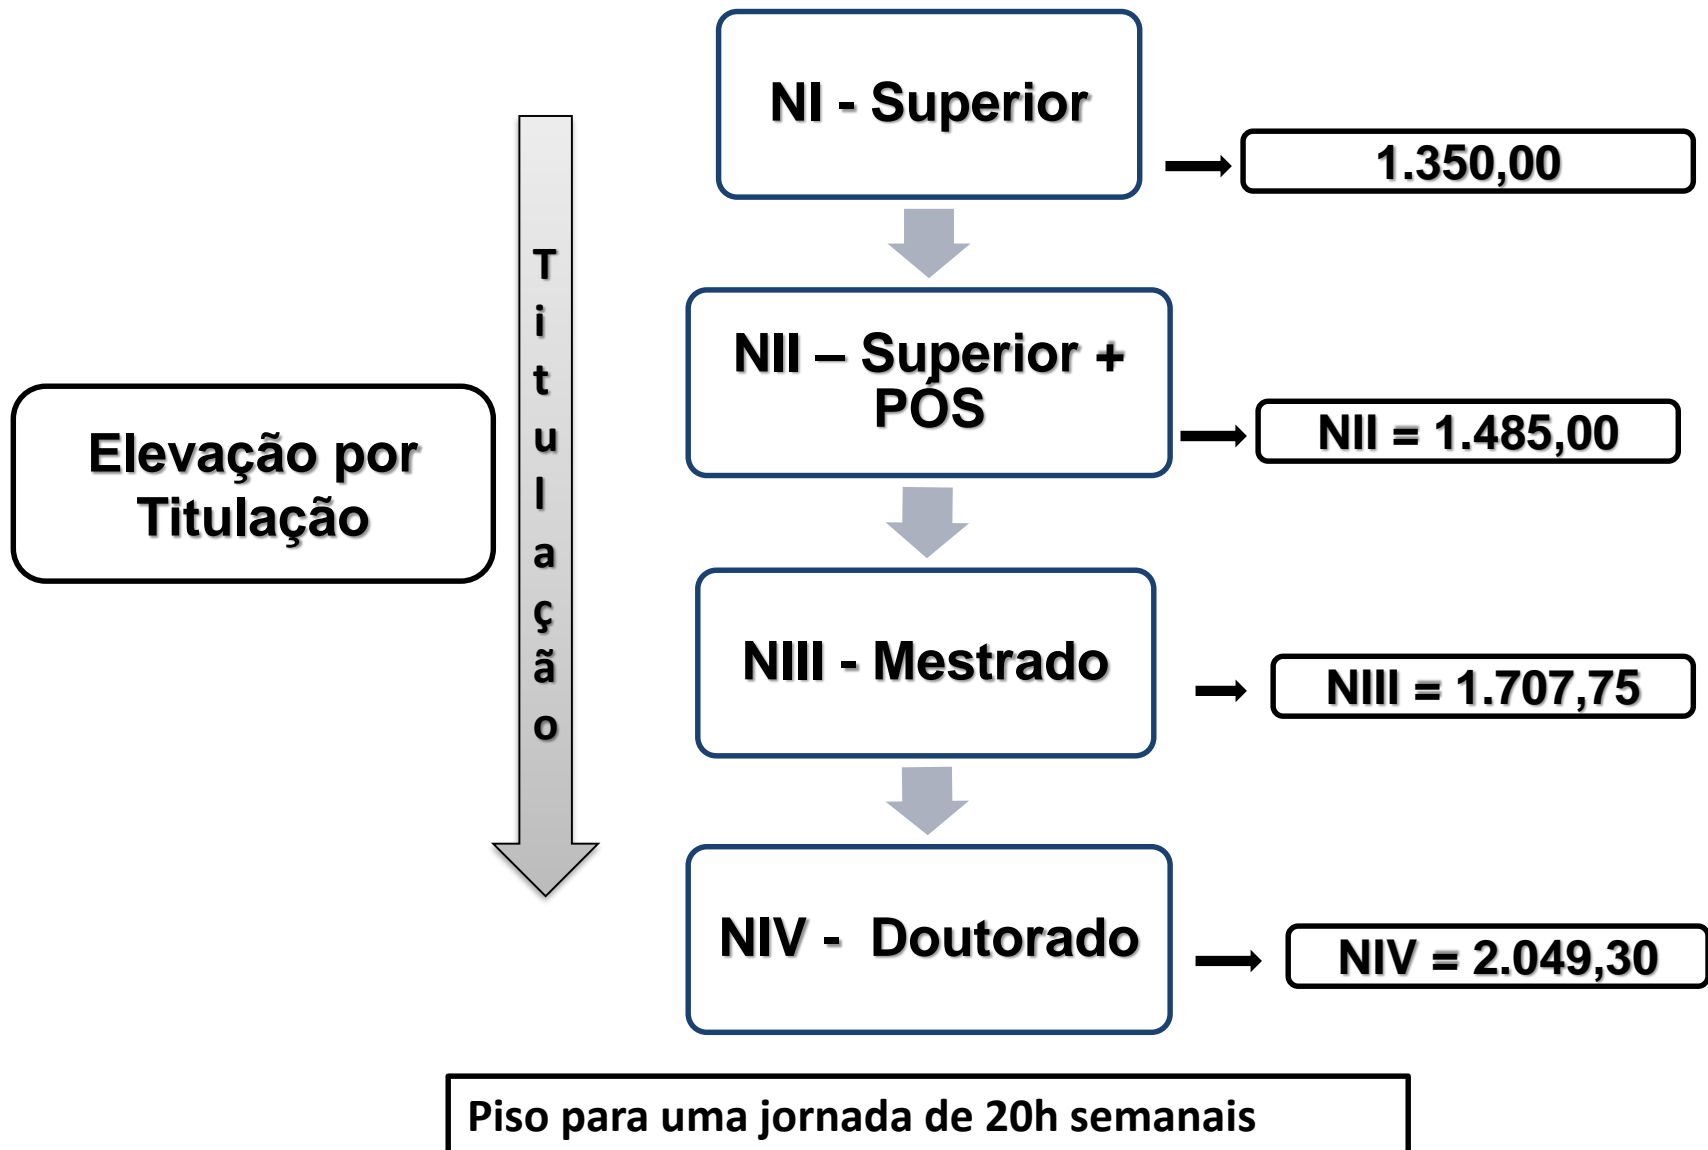 NI - Superior
1.350,00
Titulação
NII – Superior +
PÓS
NII = 1.485,00
Elevação por
Titulação
NIII - Mestrado
NIII = 1.707,75
NIV - Doutorado
NIV = 2.049,30
Piso para uma jornada de 20h semanais